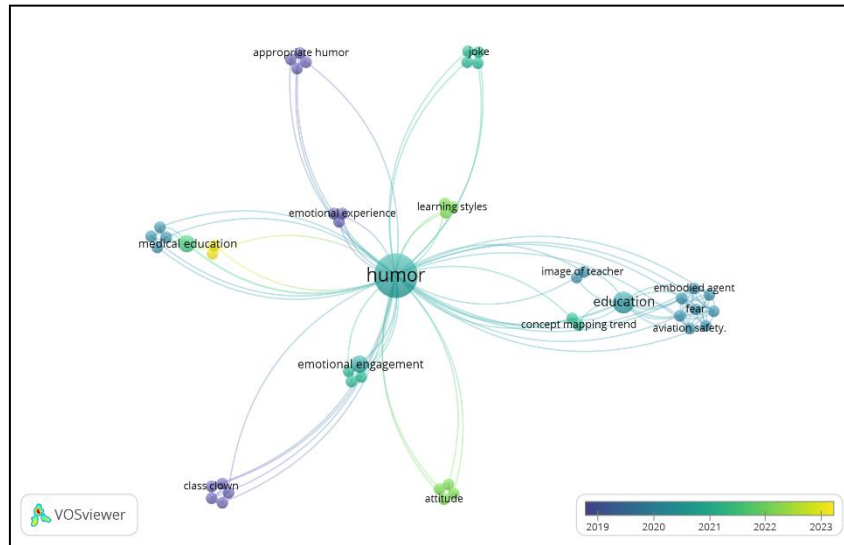 appropriate humor
joke
emotional experience
learning styles
medical education
humor
image of teacher
embodied agent
education
fear
concept mapping trend
aviation safety.
emotional engagement
class clown
attitude
VOSviewer
2019 2020 2021 2022 2023